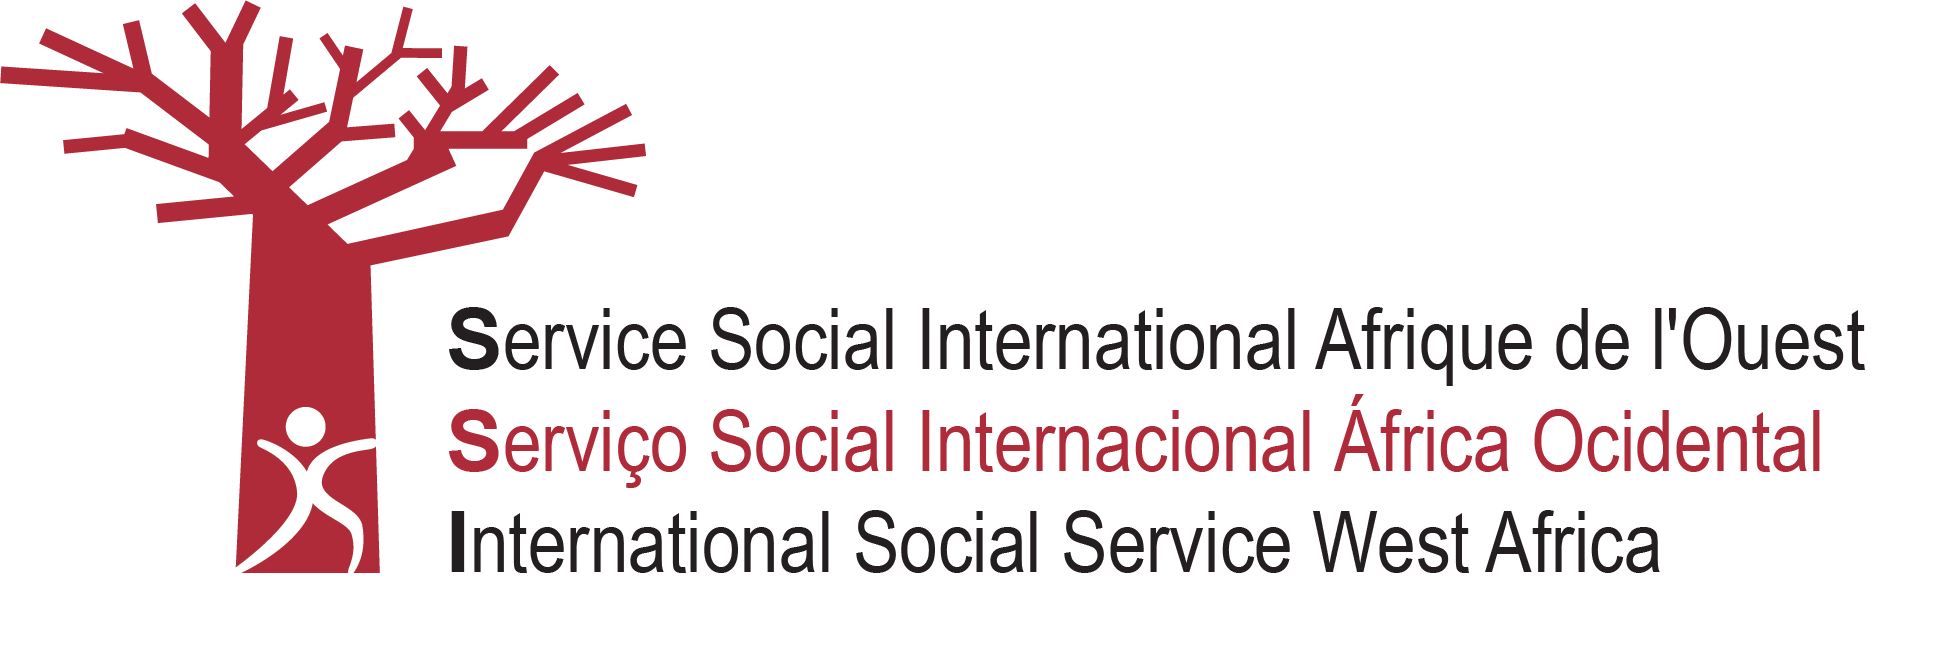 Service Social International Afrique de l'Ouest
Serviço Social Internacional África Ocidental
International Social Service West Africa